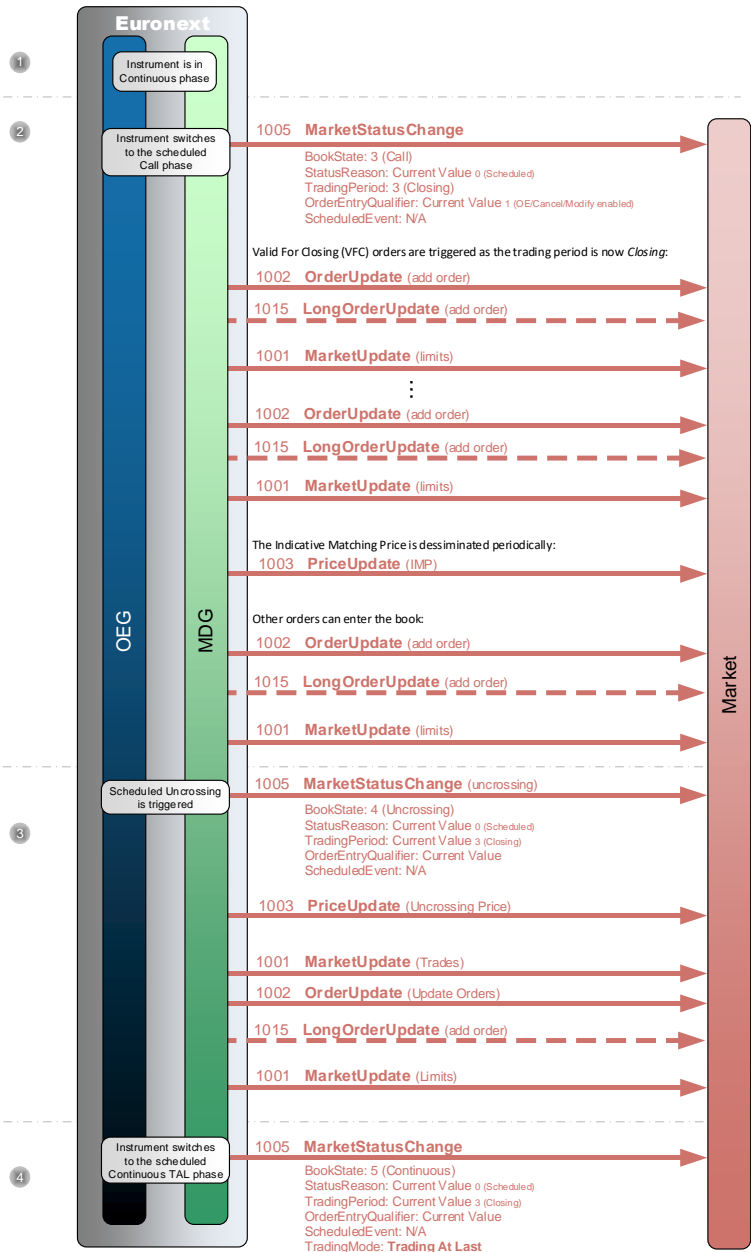 Euronext
1
Instrument is in
Continuous phase
2
Instrument switches
to the scheduled
Call phase
1005 MarketStatusChange
BookState: 3 (Call)
StatusReason: Current Value 0 (Scheduled)
TradingPeriod: 3 (Closing)
OrderEntryQualifier: Current Value 1 (OE/Cancel/Modify enabled)
ScheduledEvent: N/A
Valid For Closing (VFC) orders are triggered as the trading period is now Closing:
1002 OrderUpdate (add order)
1015 LongOrderUpdate (add order)
1001 MarketUpdate (limits)
⋮
1002 OrderUpdate (add order)
1015 LongOrderUpdate (add order)
1001 MarketUpdate (limits)
The Indicative Matching Price is dessiminated periodically:
1003 PriceUpdate (IMP)
Other orders can enter the book:
1002 OrderUpdate (add order)
1015 LongOrderUpdate (add order)
1001 MarketUpdate (limits)
OEG
MDG
Market
3
Scheduled Uncrossing
is triggered
1005 MarketStatusChange (uncrossing)
BookState: 4 (Uncrossing)
StatusReason: Current Value 0 (Scheduled)
TradingPeriod: Current Value 3 (Closing)
OrderEntryQualifier: Current Value
ScheduledEvent: N/A
1003 PriceUpdate (Uncrossing Price)
1001 MarketUpdate (Trades)
1002 OrderUpdate (Update Orders)
1015 LongOrderUpdate (add order)
1001 MarketUpdate (Limits)
4
Instrument switches
to the scheduled
Continuous TAL phase
1005 MarketStatusChange
BookState: 5 (Continuous)
StatusReason: Current Value 0 (Scheduled)
TradingPeriod: Current Value 3 (Closing)
OrderEntryQualifier: Current Value
ScheduledEvent: N/A
TradingMode: Trading At Last